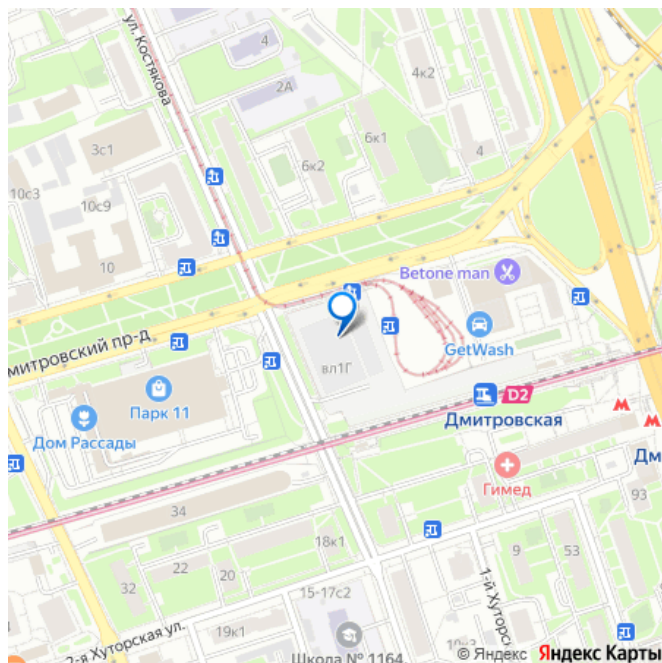 ул. Костякова
4
4к2
2А
6к1
3с1
6к2
4
10с3
10с9
10
Betone man
митровский пр-д
GetWash
вл1Г
Парк 11
D2
Дмитровская
Дом Рассады
Дм
Гимед
93
34
18к1
9
53
22
20
32
15-17с2
1-й Хуторс
2-я Хуторская ул.
19к1
Школа № 1164
© Яндекс Яндекс Карты